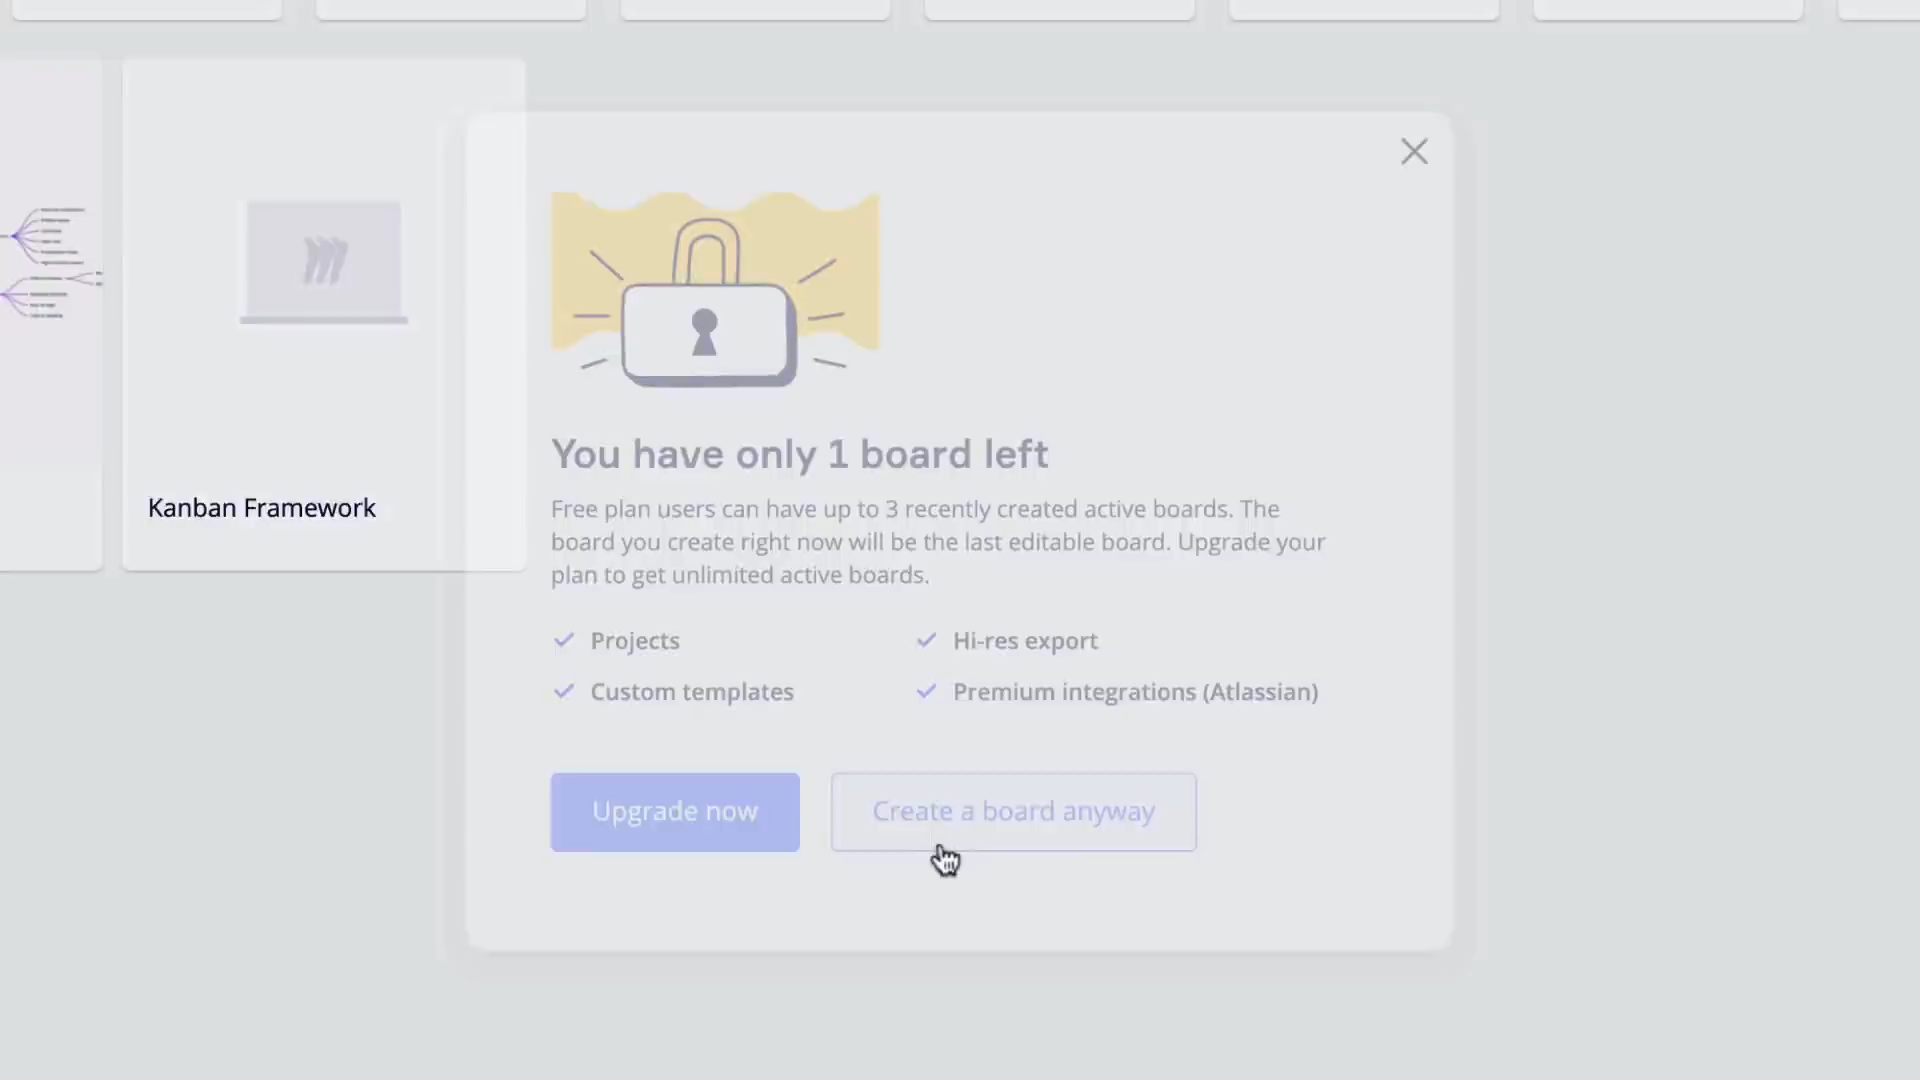 Kanban Framework
You have only 1 board left
Free plan users can have up to 3 recently created active boards. The
board you create right now will be the last editable board. Upgrade your
plan to get unlimited active boards.
Projects
Hi-res export
Custom templates
Premium integrations (Atlassian)
Upgrade now
Create a board anyway